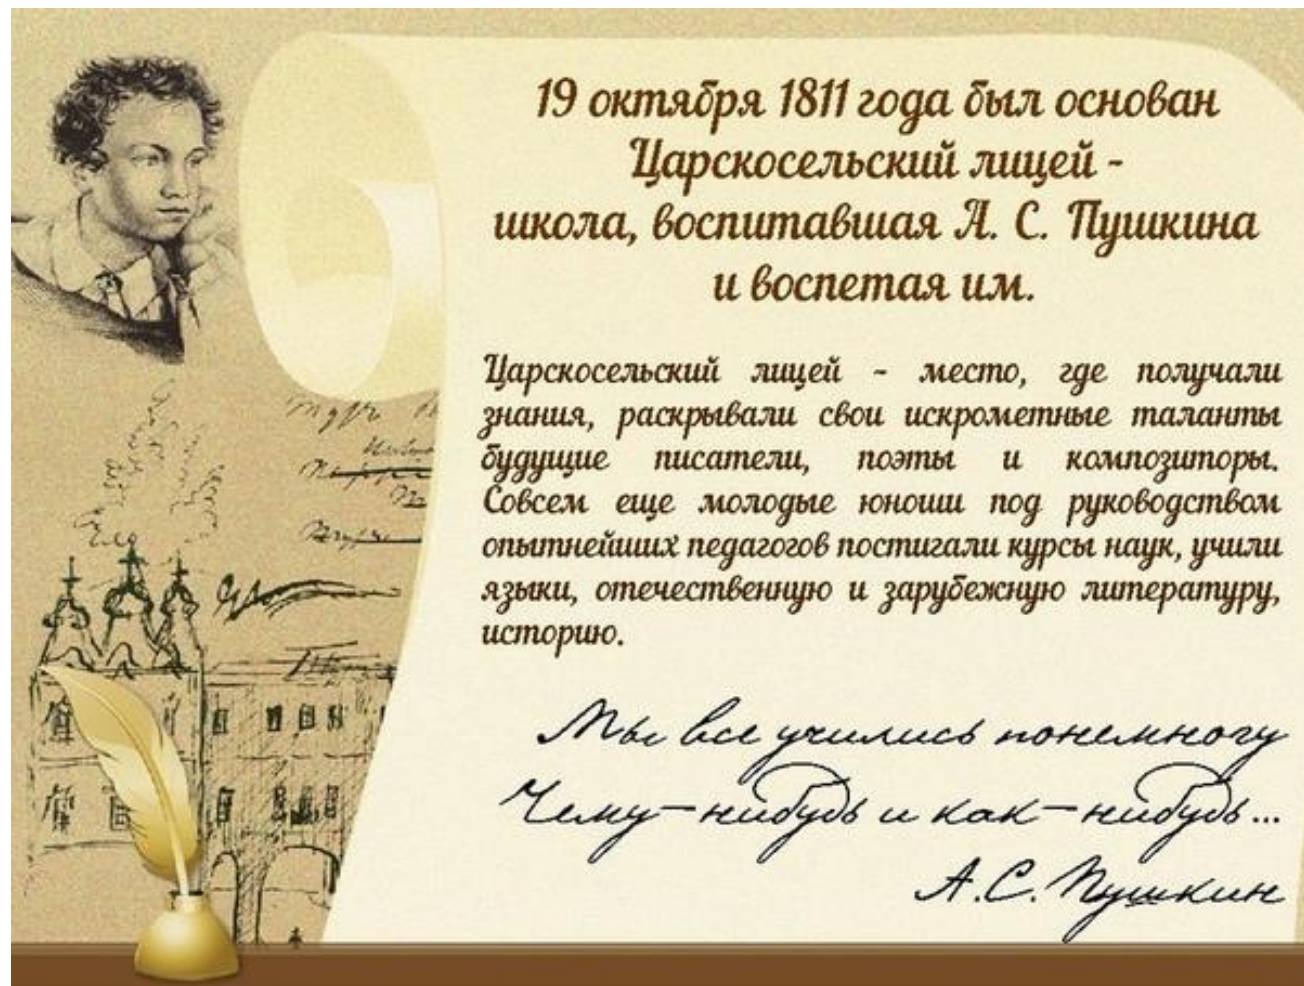 19 октября 1811 года был основан
Царскосельский лицей -
школа, воспитавшая А. С. Пушкина
и воспетая им.
Царскосельский лицей - место, где получали
знания, раскрывали свои искрометные таланты
будущие писатели, поэты и композиторы.
Совсем еще молодые юноши под руководством
опытнейших педагогов постигали курсы наук, учили
языки, отечественную и зарубежную литературу,
историю.
Мы все учились понемногу
Чему-нибудь и как-нибудь...
А.С. Пушкин